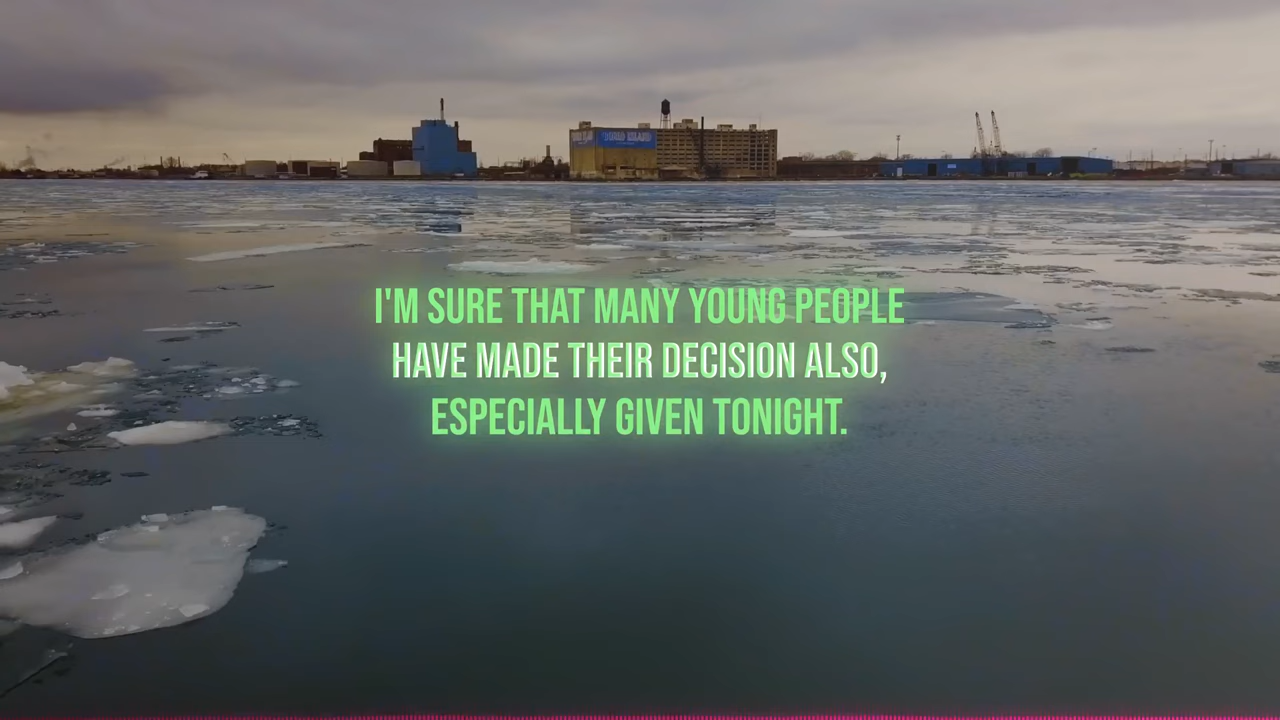 I'M SURE THAT MANY YOUNG PEOPLE
HAVE MADE THEIR DECISION ALSO,
ESPECIALLY GIVEN TONIGHT.